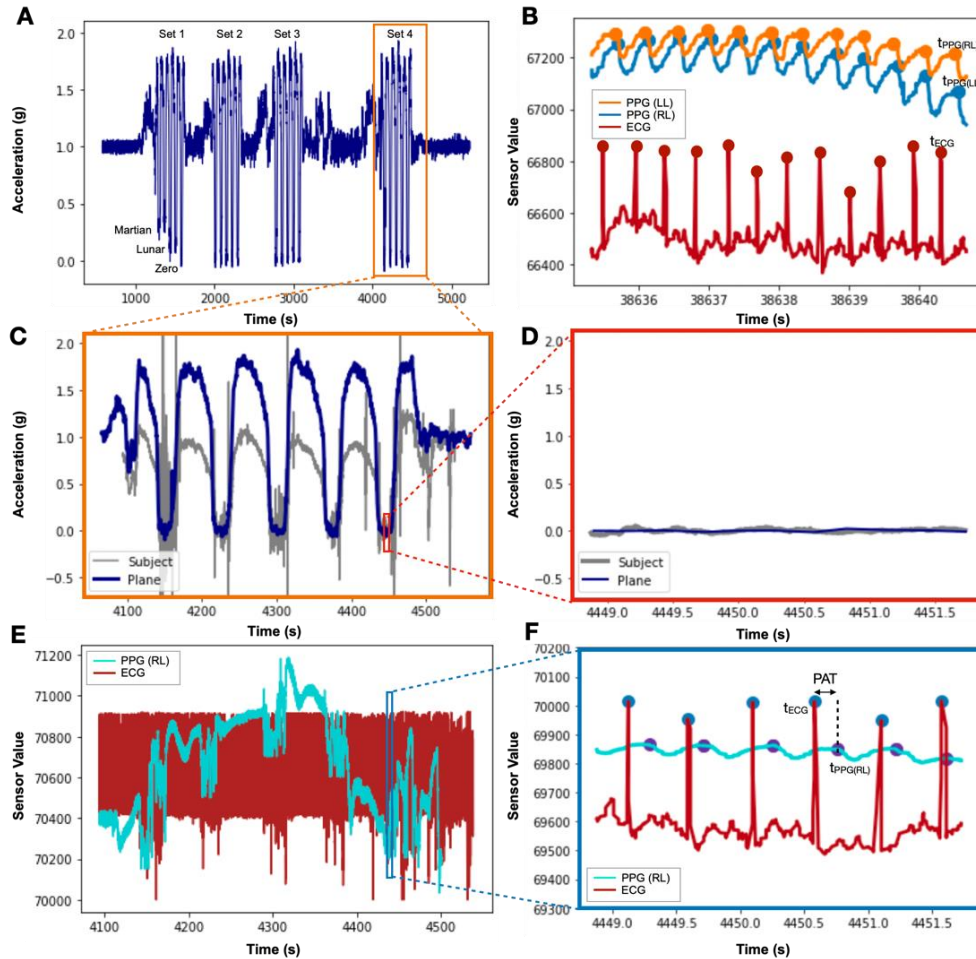 A
Acceleration (g)
2.0
1.5
1.0
0.5
0.0
Set 1
Set 2
Set 3
Set 4
Martian
Lunar
Zero
1000
2000
3000
4000
5000
Time (s)
B
Sensor Value
67200
67000
66800
66600
66400
PPG (LL)
PPG (RL)
ECG
tPPG(RL
tPPG(LL
tECG
38636
38637
38638
38639
38640
Time (s)
C
Acceleration (g)
2.0
1.5
1.0
0.5
0.0
−0.5
Subject
Plane
4100
4200
4300
4400
4500
Time (s)
D
Acceleration (g)
2.0
1.5
1.0
0.5
0.0
−0.5
Subject
Plane
4449.0
4449.5
4450.0
4450.5
4451.0
4451.5
Time (s)
E
Sensor Value
71200
71000
70800
70600
70400
70200
70000
PPG (RL)
ECG
4100
4200
4300
4400
4500
Time (s)
F
Sensor Value
70200
70100
70000
69900
69800
69700
69600
69500
69400
69300
PAT
tECG
tPPG(RL)
PPG (RL)
ECG
4449.0
4449.5
4450.0
4450.5
4451.0
4451.5
Time (s)